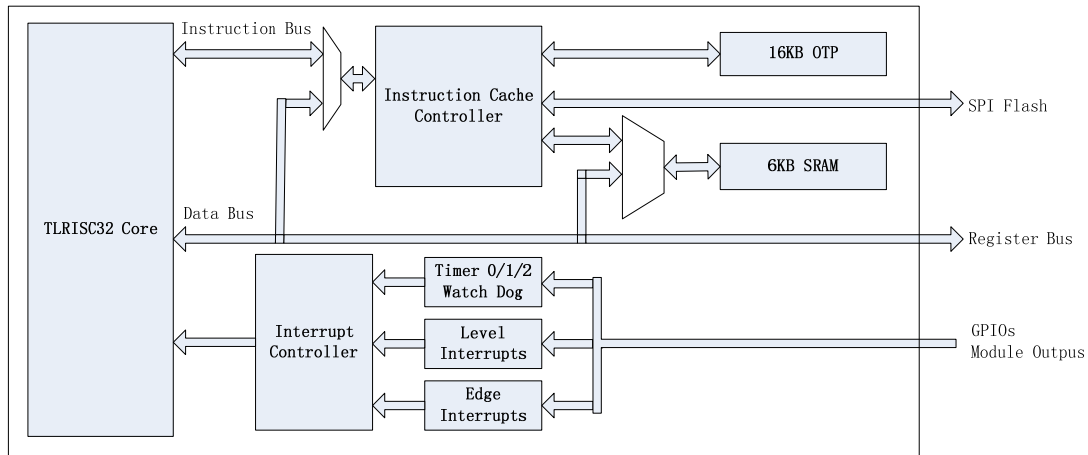 Instruction Bus
16KB OTP
Instruction Cache
Controller
SPI Flash
6KB SRAM
Data Bus
TLRISC32 Core
Register Bus
Timer 0/1/2
Watch Dog
Interrupt
Controller
Level
Interrupts
GPIOs
Module Outpus
Edge
Interrupts